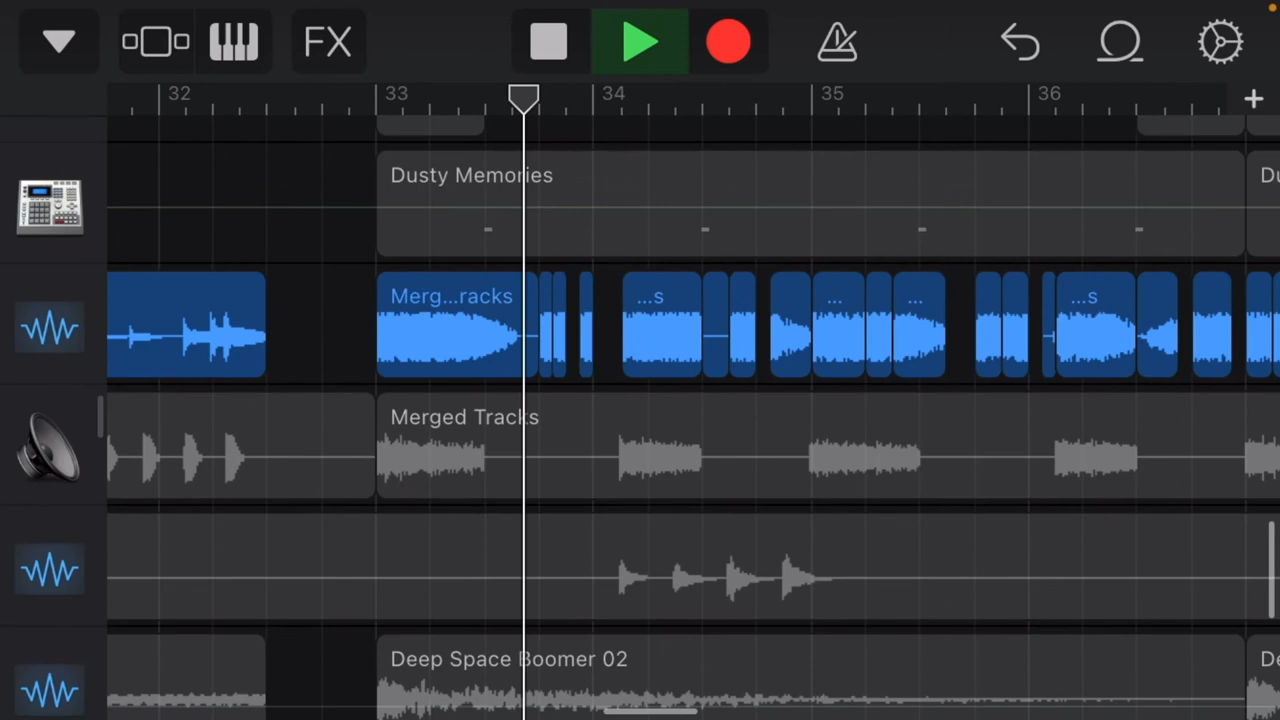 FX
32
33
34
35
36
+
Dusty Memories
Du
Merg...racks
...s
...
...
...s
Merged Tracks
Deep Space Boomer 02
De